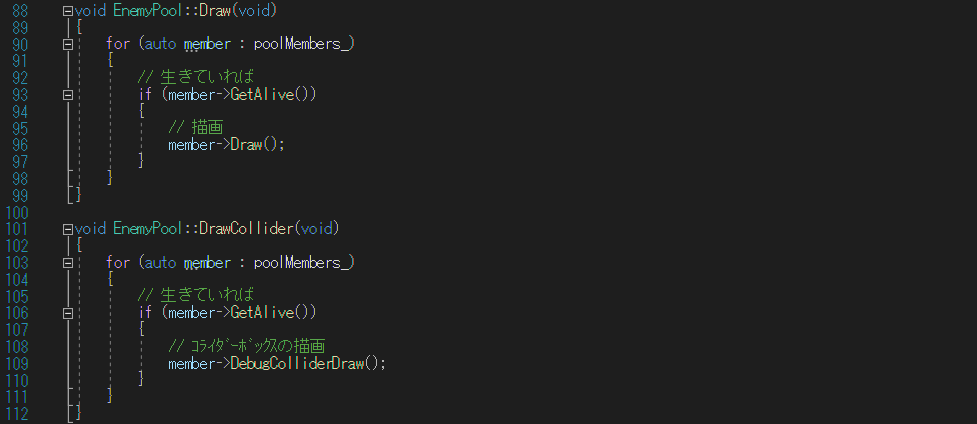 88 void EnemyPool::Draw(void)
89 {
90 for (auto member : poolMembers_)
91 {
92 // 生きていれば
93 if (member->GetAlive())
94 {
95 // 描画
96 member->Draw();
97 }
98 }
99 }
100
101 void EnemyPool::DrawCollider(void)
102 {
103 for (auto member : poolMembers_)
104 {
105 // 生きていれば
106 if (member->GetAlive())
107 {
108 // ｺﾗｲﾀﾞｰﾎﾞｯｸｽの描画
109 member->DebugColliderDraw();
110 }
111 }
112 }